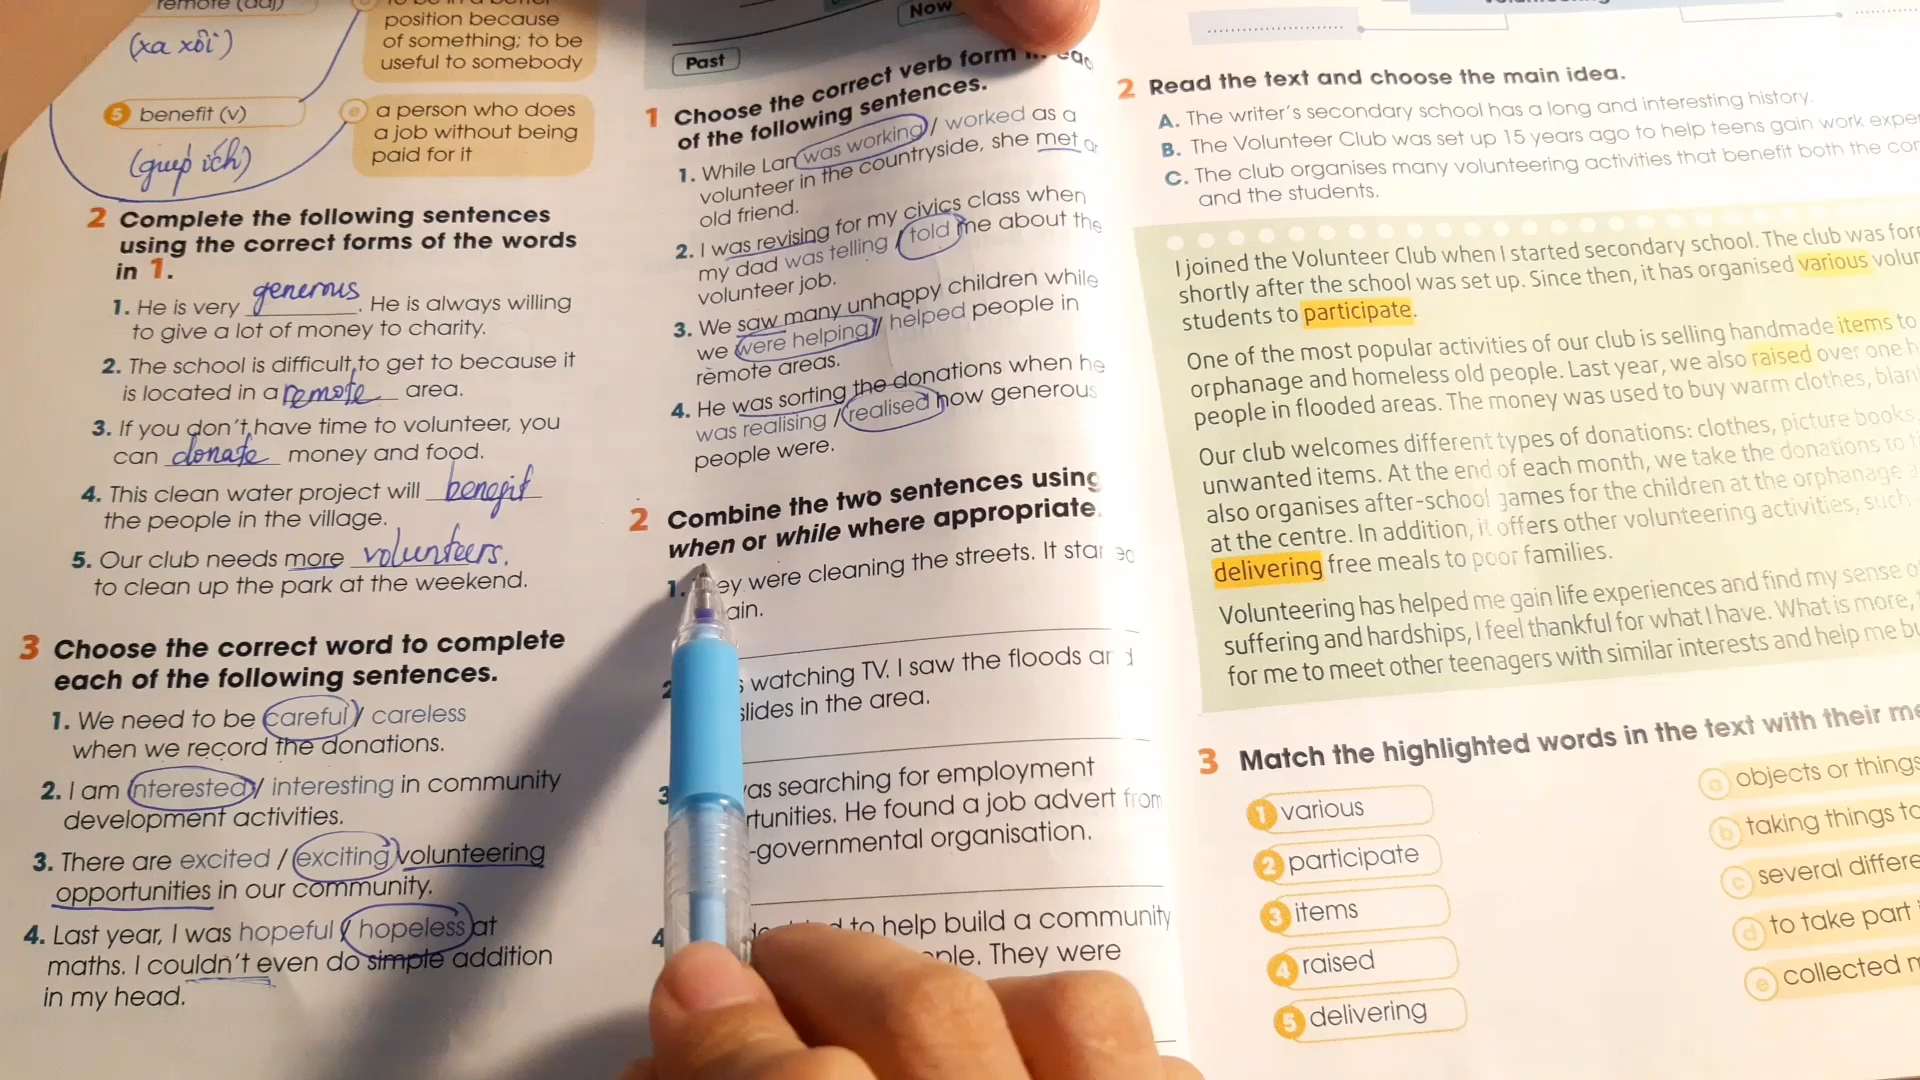 remote (adj)
(xa xôi)
position because
of something; to be
useful to somebody
5 benefit (v)
(giúp ích)
e a person who does
a job without being
paid for it
2 Complete the following sentences
using the correct forms of the words
in 1.
1. He is very generous. He is always willing
to give a lot of money to charity.
2. The school is difficult to get to because it
is located in a remote area.
3. If you don't have time to volunteer, you
can donate money and food.
4. This clean water project will benefit
the people in the village.
5. Our club needs more volunteers.
to clean up the park at the weekend.
3 Choose the correct word to complete
each of the following sentences.
1. We need to be careful / careless
when we record the donations.
2. I am interested / interesting in community
development activities.
3. There are excited / exciting volunteering
opportunities in our community.
4. Last year, I was hopeful / hopeless at
maths. I couldn't even do simple addition
in my head.
Now
Past
1 Choose the correct verb form
of the following sentences.
1. While Lan was working / worked as a
volunteer in the countryside, she met
old friend.
2. I was revising for my civics class when
my dad was telling / told me about the
volunteer job.
3. We saw many unhappy children while
we were helping / helped people in
remote areas.
4. He was sorting the donations when he
was realising / realised how generous
people were.
2 Combine the two sentences using
when or while where appropriate.
1. were cleaning the streets. It
watching TV. I saw the floods
in the area.
3 searching for employment
He found a job advert from
-governmental organisation.
4 to help build a community
They were
2 Read the text and choose the main idea.
A. The writer's secondary school has a long and interesting history.
B. The Volunteer Club was set up 15 years ago to help teens gain work
C. The club organises many volunteering activities that benefit both the
and the students.
I joined the Volunteer Club when I started secondary school. The club was
shortly after the school was set up. Since then, it has organised various
students to participate.
One of the most popular activities of our club is selling handmade items to
orphanage and homeless old people. Last year, we also raised over one
people in flooded areas. The money was used to buy warm clothes,
Our club welcomes different types of donations: clothes, picture books,
unwanted items. At the end of each month, we take the donations to
also organises after-school games for the children at the orphanage
at the centre. In addition, it offers other volunteering activities, such
delivering free meals to poor families.
Volunteering has helped me gain life experiences and find my sense
suffering and hardships, I feel thankful for what I have. What is more,
for me to meet other teenagers with similar interests and help me
3 Match the highlighted words in the text with their
1 various
2 participate
3 items
4 raised
5 delivering
a objects or things
b taking things to
c several
d to take part
e collected